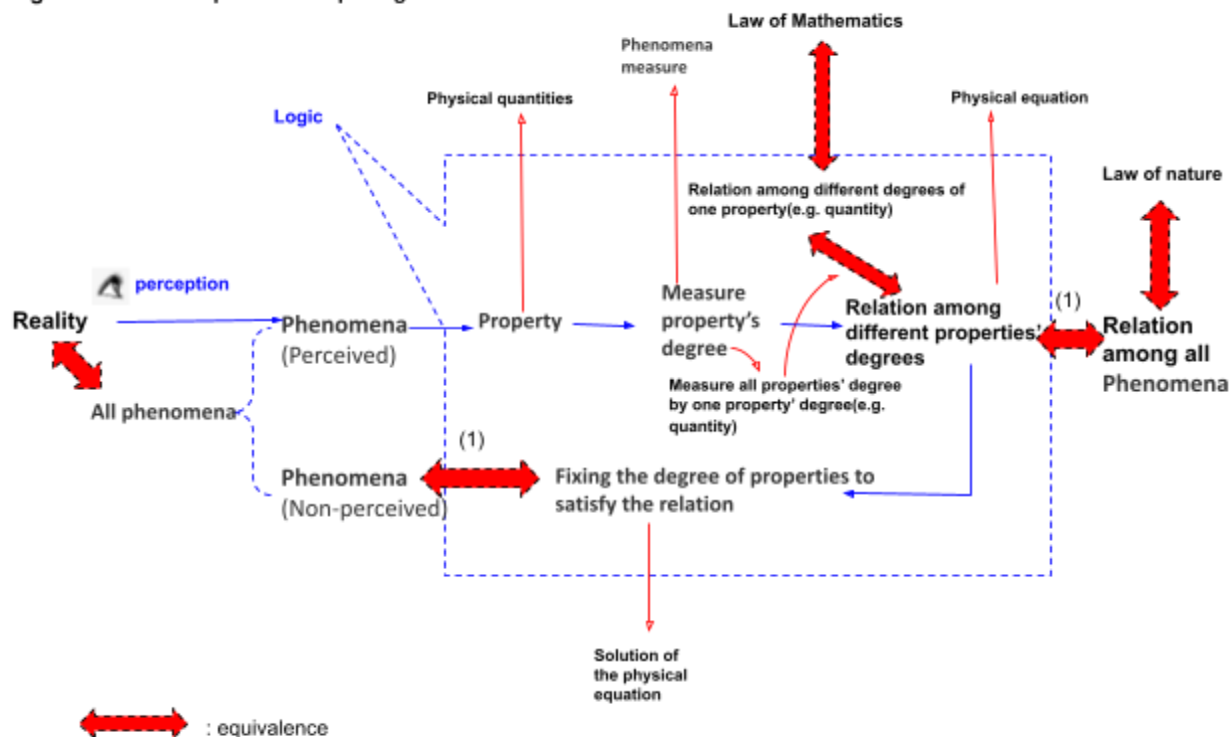 Law of Mathematics
Phenomena
measure
Physical quantities
Physical equation
Logic
Law of nature
Relation among different degrees of
one property(e.g. quantity)
perception
Reality
Phenomena
(Perceived)
Property
Measure
property's
degree
Relation among
different properties'
degrees
(1)
Relation
among all
Phenomena
Measure all properties' degree
by one property' degree(e.g.
quantity)
All phenomena
(1)
Phenomena
(Non-perceived)
Fixing the degree of properties to
satisfy the relation
Solution of
the physical
equation
: equivalence